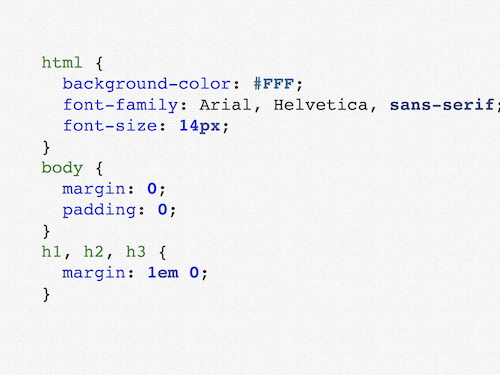 html {
  background-color: #FFF;
  font-family: Arial, Helvetica, sans-serif;
  font-size: 14px;
}
body {
  margin: 0;
  padding: 0;
}
h1, h2, h3 {
  margin: 1em 0;
}